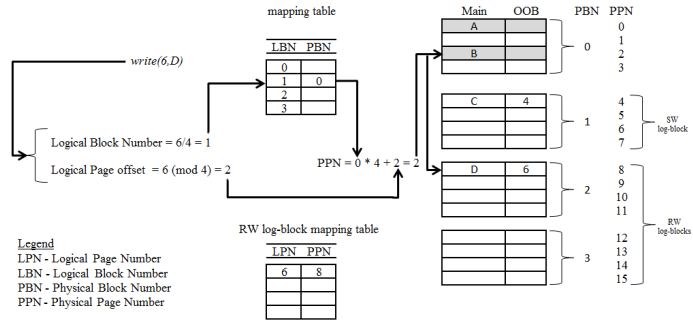 mapping table
LBN PBN
0
1 0
2
3
write(6,D)
Logical Block Number = 6/4 = 1
Logical Page offset = 6 (mod 4) = 2
PPN = 0 * 4 + 2 = 2
RW log-block mapping table
LPN PPN
6 8
Legend
LPN - Logical Page Number
LBN - Logical Block Number
PBN - Physical Block Number
PPN - Physical Page Number
Main OOB PBN PPN
A 0
1
B 0 2
3
C 4 4
5
1 6
7
SW
log-block
D 6 8
9
2 10
11
12
3 13
14
15
RW
log-blocks